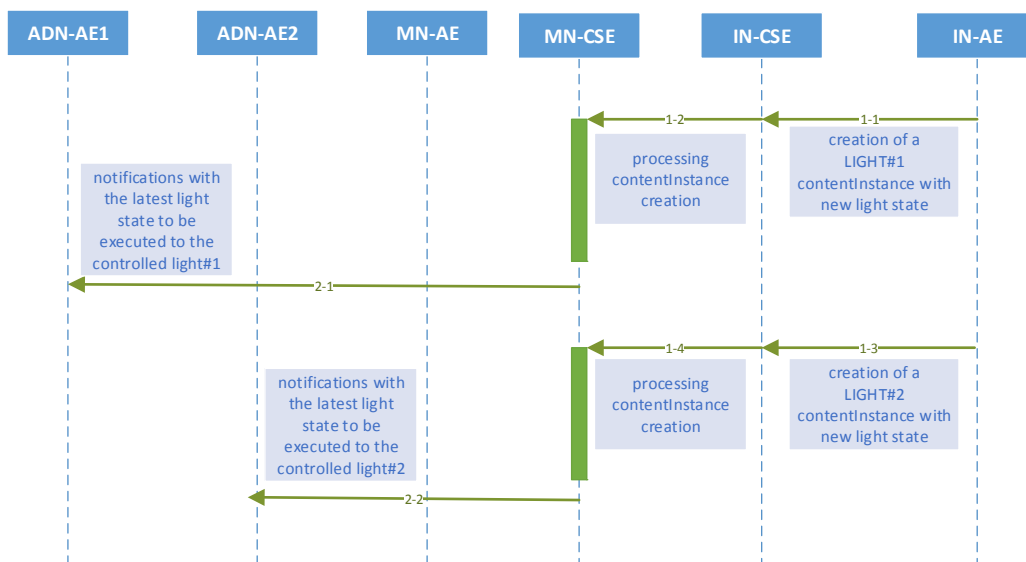 ADN-AE1
ADN-AE2
MN-AE
MN-CSE
IN-CSE
IN-AE
1-2
1-1
processing
contentInstance
creation
creation of a
LIGHT#1
contentInstance with
new light state
notifications with
the latest light
state to be
executed to the
controlled light#1
2-1
1-4
1-3
processing
contentInstance
creation
creation of a
LIGHT#2
contentInstance with
new light state
notifications with
the latest light
state to be
executed to the
controlled light#2
2-2